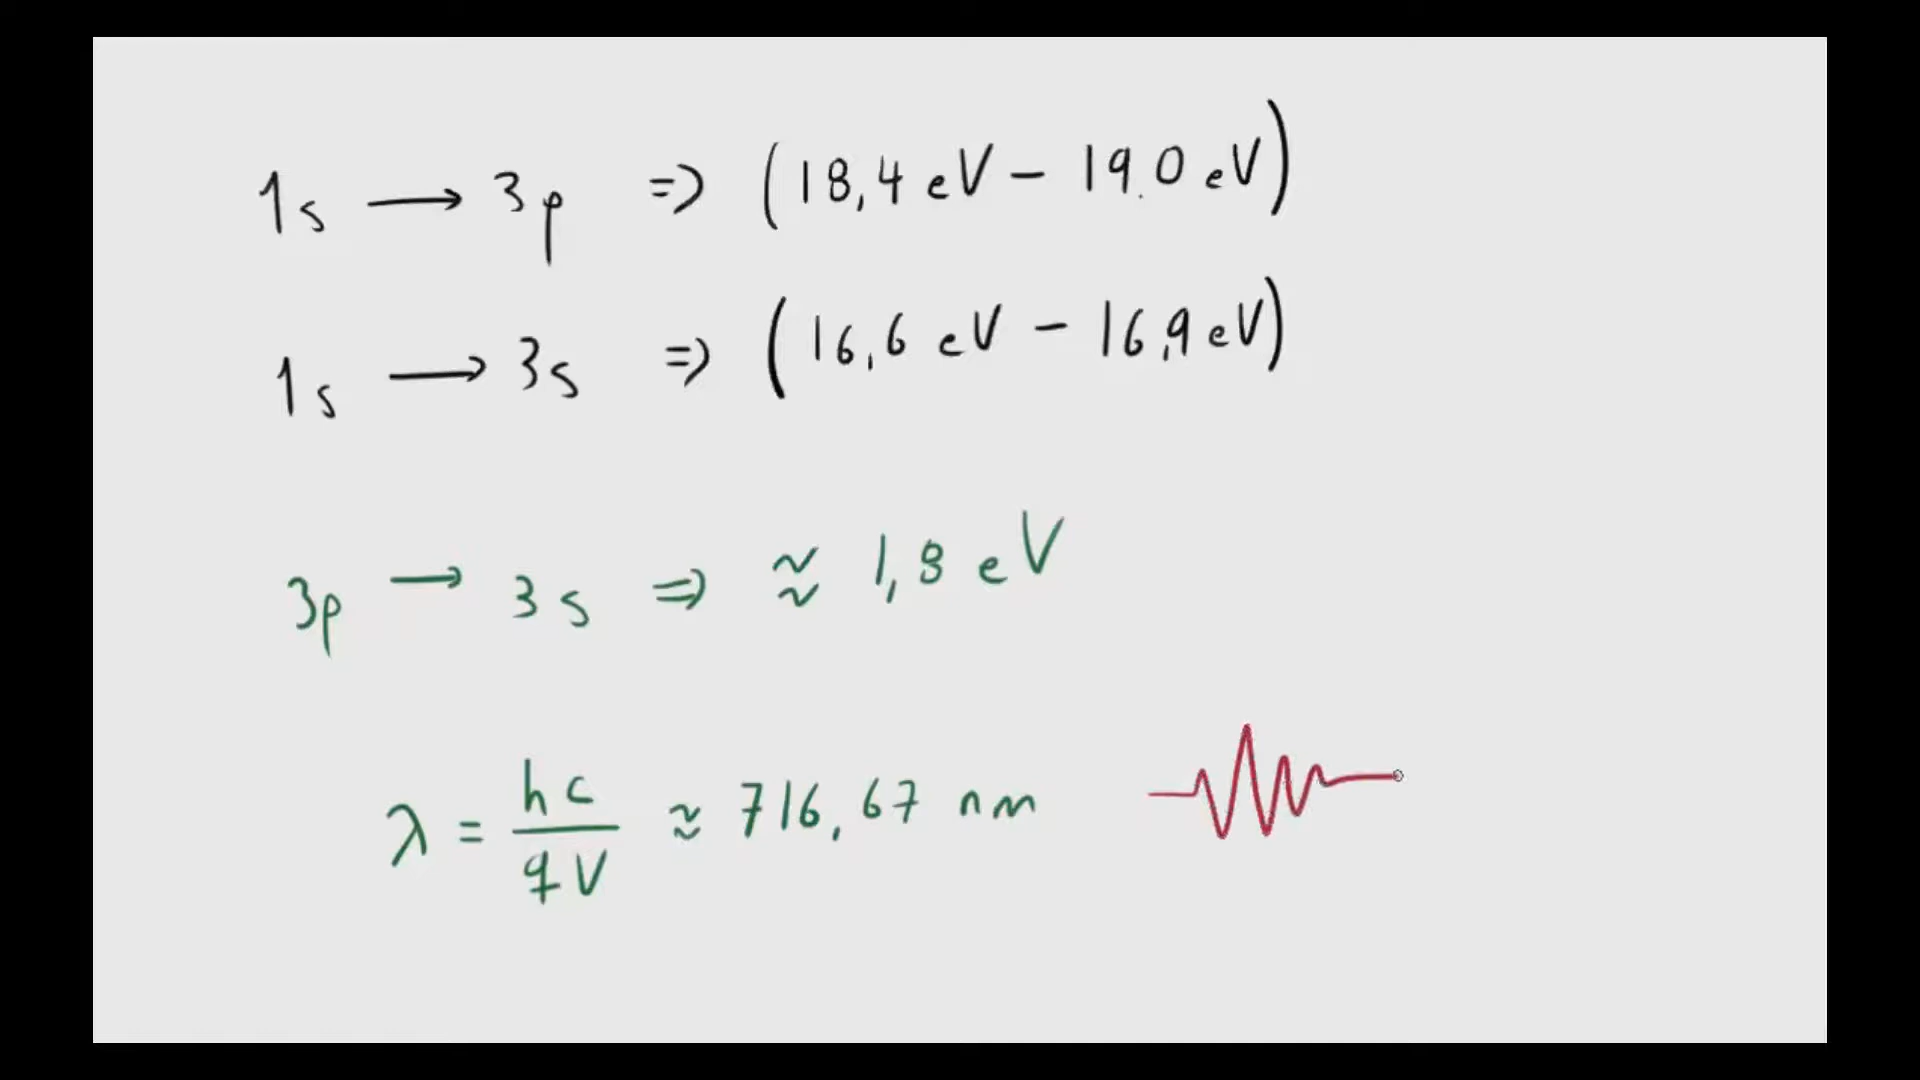 1s → 3p ⇒ (18,4 eV - 19.0 eV)
1s → 3s ⇒ (16,6 eV - 16,9 eV)
3p → 3s ⇒ ≈ 1,8 eV
λ = hc / qV ≈ 716,67 nm